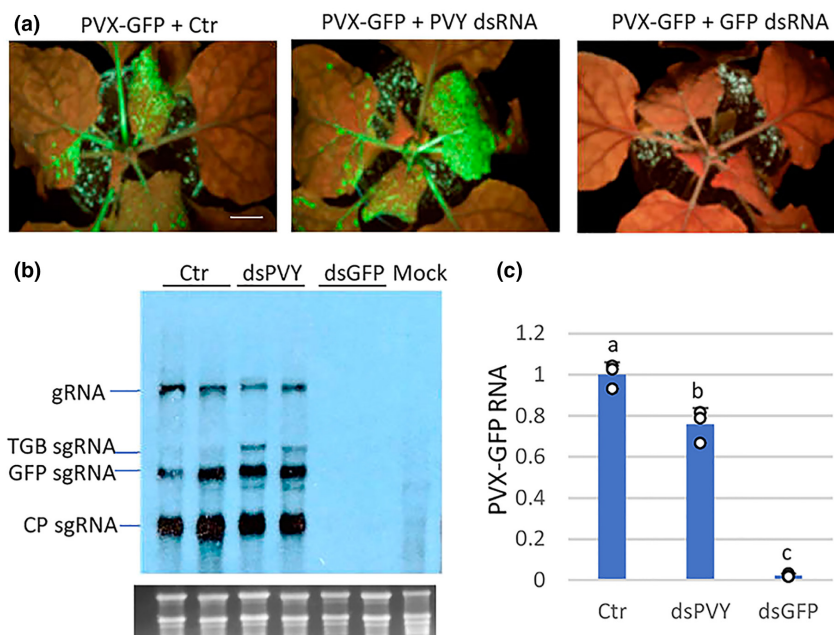 (a)
PVX-GFP + Ctr
PVX-GFP + PVY dsRNA
PVX-GFP + GFP dsRNA
(b)
Ctr dsPVY dsGFP Mock
gRNA
TGB sgRNA
GFP sgRNA
CP sgRNA
(c)
PVX-GFP RNA
1.2
1
0.8
0.6
0.4
0.2
0
a
b
c
Ctr dsPVY dsGFP